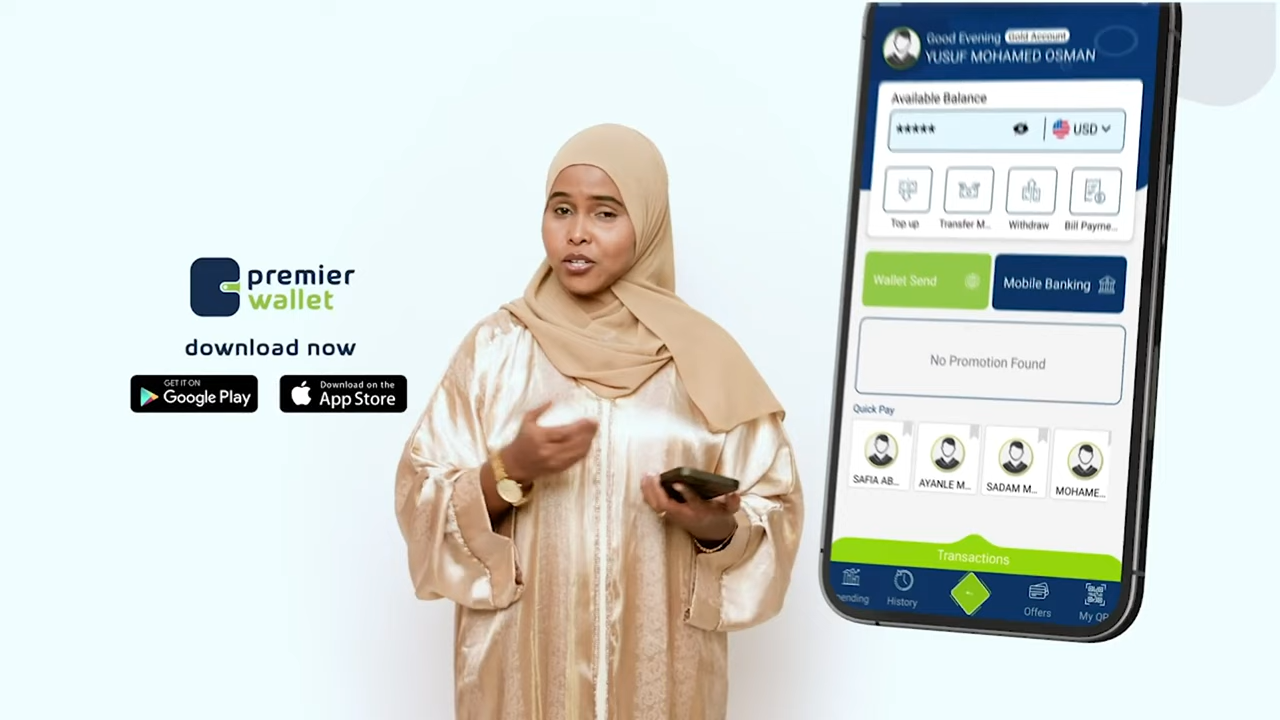 premier
wallet
download now
GET IT ON
Google Play
Download on the
App Store
Good Evening Gold Account
YUSUF MOHAMED OSMAN
Available Balance
***** USD
Top up Transfer M... Withdraw Bill Payme...
Wallet Send Mobile Banking
No Promotion Found
Quick Pay
SAFIA AB... AYANLE M... SADAM M... MOHAME...
Transactions
ending History Offers My QR